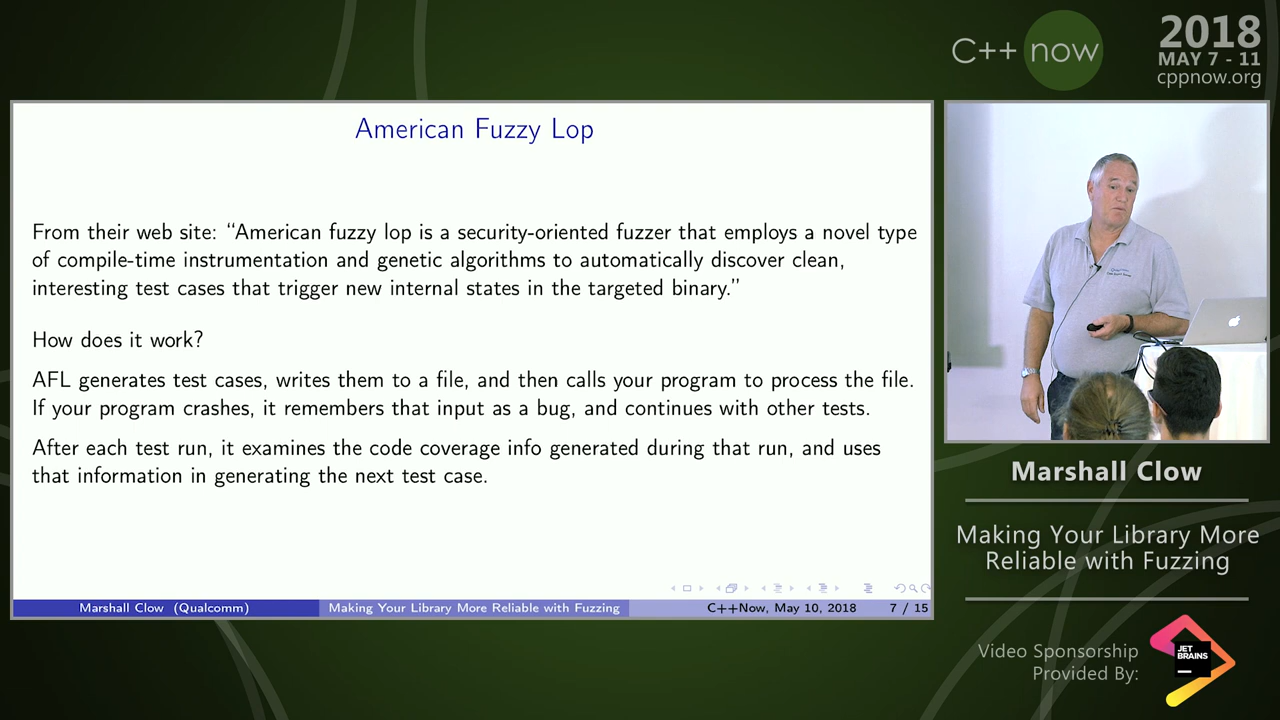 C++ now
2018
MAY 7 - 11
cppnow.org
American Fuzzy Lop
From their web site: “American fuzzy lop is a security-oriented fuzzer that employs a novel type
of compile-time instrumentation and genetic algorithms to automatically discover clean,
interesting test cases that trigger new internal states in the targeted binary.”
How does it work?
AFL generates test cases, writes them to a file, and then calls your program to process the file.
If your program crashes, it remembers that input as a bug, and continues with other tests.
After each test run, it examines the code coverage info generated during that run, and uses
that information in generating the next test case.
Marshall Clow (Qualcomm)
Making Your Library More Reliable with Fuzzing
C++Now, May 10, 2018
7 / 15
Marshall Clow
Making Your Library More
Reliable with Fuzzing
Video Sponsorship
Provided By:
JET
BRAINS